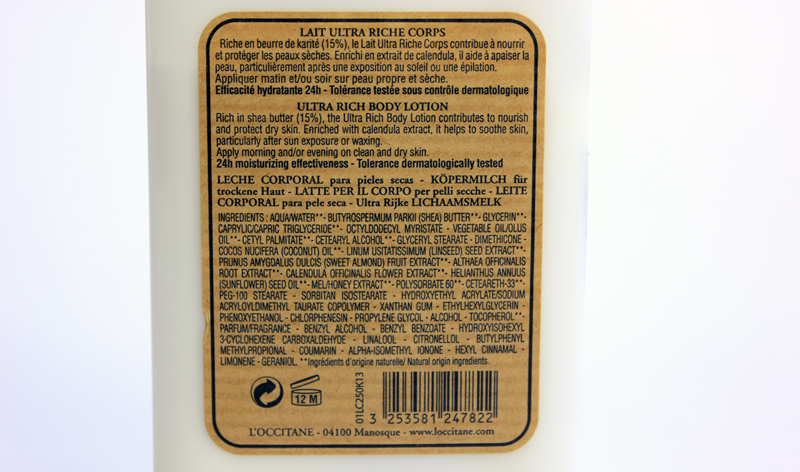 LAIT ULTRA RICHE CORPS
Riche en beurre de karité (15%), le Lait Ultra Riche Corps contribue à nourrir
et protéger les peaux sèches. Enrichi en extrait de calendula, il aide à apaiser la
peau, particulièrement après une exposition au soleil ou une épilation.
Appliquer matin et/ou soir sur peau propre et sèche.
Efficacité hydratante 24h - Tolérance testée sous contrôle dermatologique
ULTRA RICH BODY LOTION
Rich in shea butter (15%), the Ultra Rich Body Lotion contributes to nourish
and protect dry skin. Enriched with calendula extract, it helps to soothe skin,
particularly after sun exposure or waxing.
Apply morning and/or evening on clean and dry skin.
24h moisturizing effectiveness - Tolerance dermatologically tested
LECHE CORPORAL para pieles secas - KÖPERMILCH für
trockene Haut - LATTE PER IL CORPO per pelli secche - LEITE
CORPORAL para pele seca - Ultra Rijke LICHAAMSMELK
INGREDIENTS : AQUA/WATER**- BUTYROSPERMUM PARKII (SHEA) BUTTER**- GLYCERIN**-
CAPRYLIC/CAPRIC TRIGLYCERIDE**- OCTYLDODECYL MYRISTATE - VEGETABLE OIL/OLUS
OIL**- CETYL PALMITATE**- CETEARYL ALCOHOL**- GLYCERYL STEARATE - DIMETHICONE -
COCOS NUCIFERA (COCONUT) OIL**- LINUM USITATISSIMUM (LINSEED) SEED EXTRACT**-
PRUNUS AMYGDALUS DULCIS (SWEET ALMOND) FRUIT EXTRACT**- ALTHAEA OFFICINALIS
ROOT EXTRACT**- CALENDULA OFFICINALIS FLOWER EXTRACT**- HELIANTHUS ANNUUS
(SUNFLOWER) SEED OIL**- MEL/HONEY EXTRACT**- POLYSORBATE 60**- CETEARETH-33**-
PEG-100 STEARATE - SORBITAN ISOSTEARATE - HYDROXYETHYL ACRYLATE/SODIUM
ACRYLOYLDIMETHYL TAURATE COPOLYMER - XANTHAN GUM - ETHYLHEXYLGLYCERIN -
PHENOXYETHANOL - CHLORPHENESIN - PROPYLENE GLYCOL - ALCOHOL - TOCOPHEROL**-
PARFUM/FRAGRANCE - BENZYL ALCOHOL - BENZYL BENZOATE - HYDROXYISOHEXYL
3-CYCLOHEXENE CARBOXALDEHYDE - LINALOOL - CITRONELLOL - BUTYLPHENYL
METHYLPROPIONAL - COUMARIN - ALPHA-ISOMETHYL IONONE - HEXYL CINNAMAL -
LIMONENE - GERANIOL. **Ingrédients d'origine naturelle/ Natural origin ingredients.
12 M
01LC250K13
3 253581 247822
L'OCCITANE - 04100 Manosque - www.loccitane.com